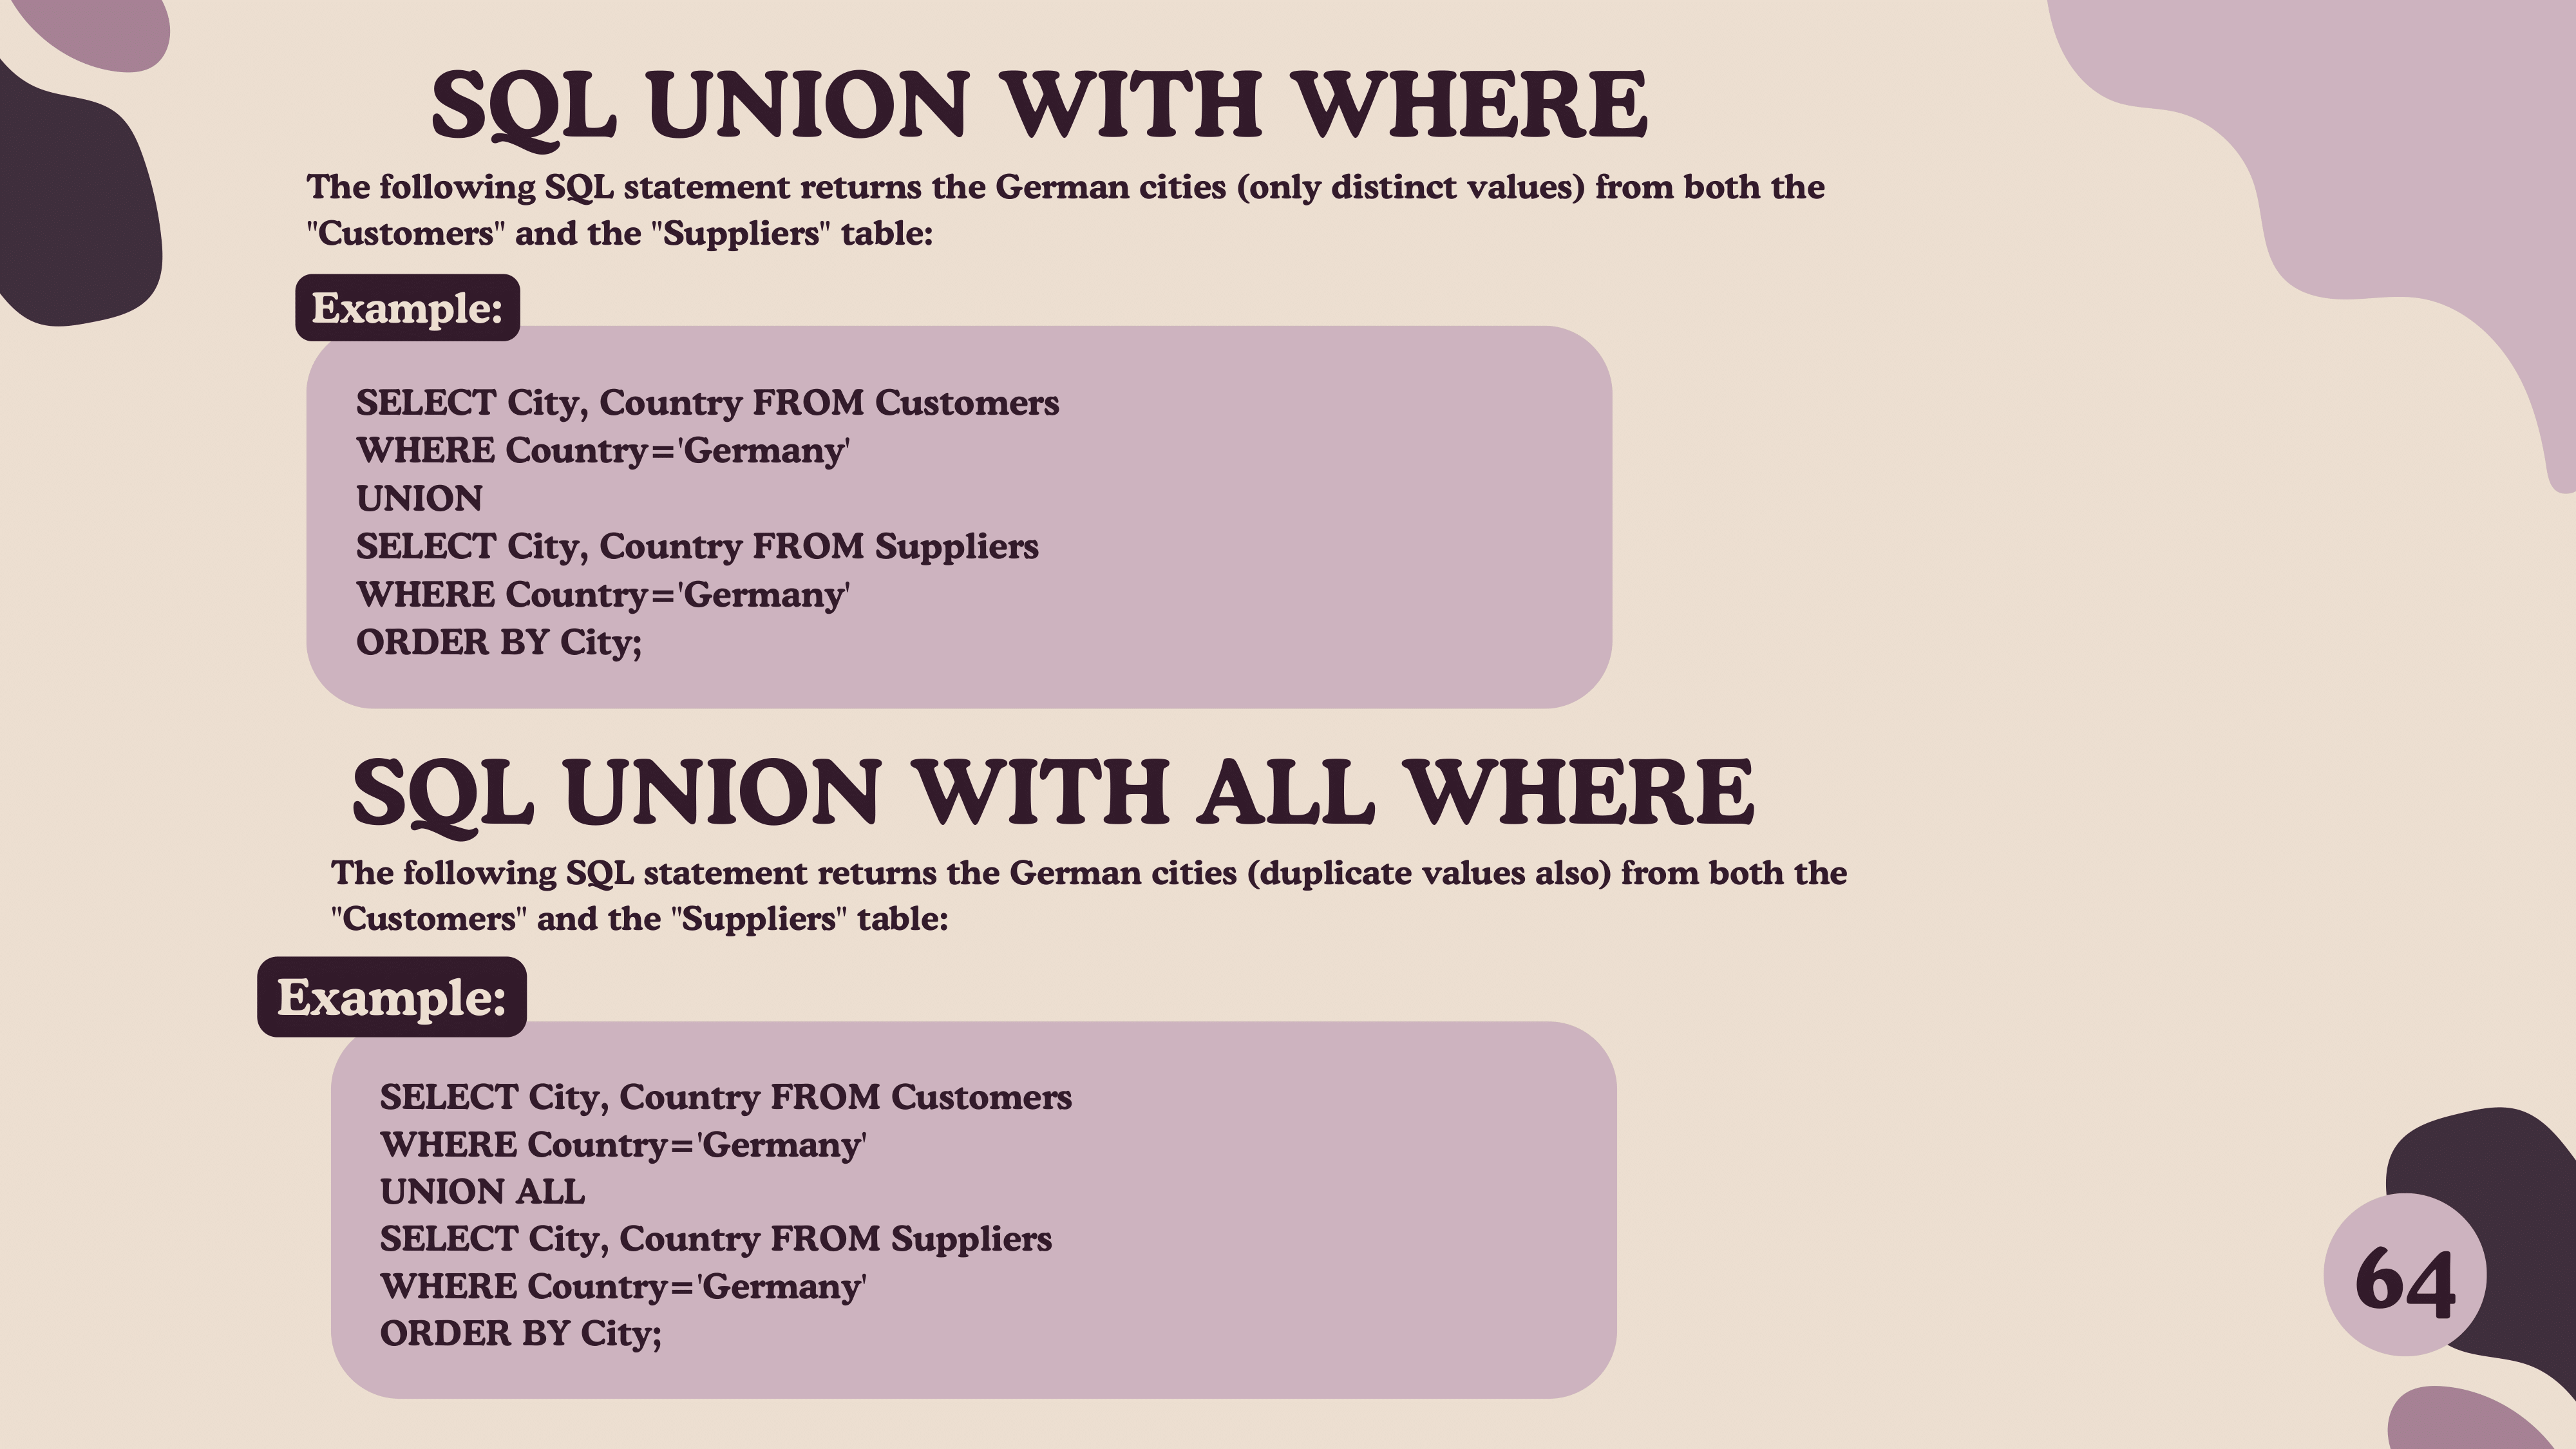 SQL UNION WITH WHERE
The following SQL statement returns the German cities (only distinct values) from both the
"Customers" and the "Suppliers" table:
Example:
SELECT City, Country FROM Customers
WHERE Country='Germany'
UNION
SELECT City, Country FROM Suppliers
WHERE Country='Germany'
ORDER BY City;
SQL UNION WITH ALL WHERE
The following SQL statement returns the German cities (duplicate values also) from both the
"Customers" and the "Suppliers" table:
Example:
SELECT City, Country FROM Customers
WHERE Country='Germany'
UNION ALL
SELECT City, Country FROM Suppliers
WHERE Country='Germany'
ORDER BY City;
64